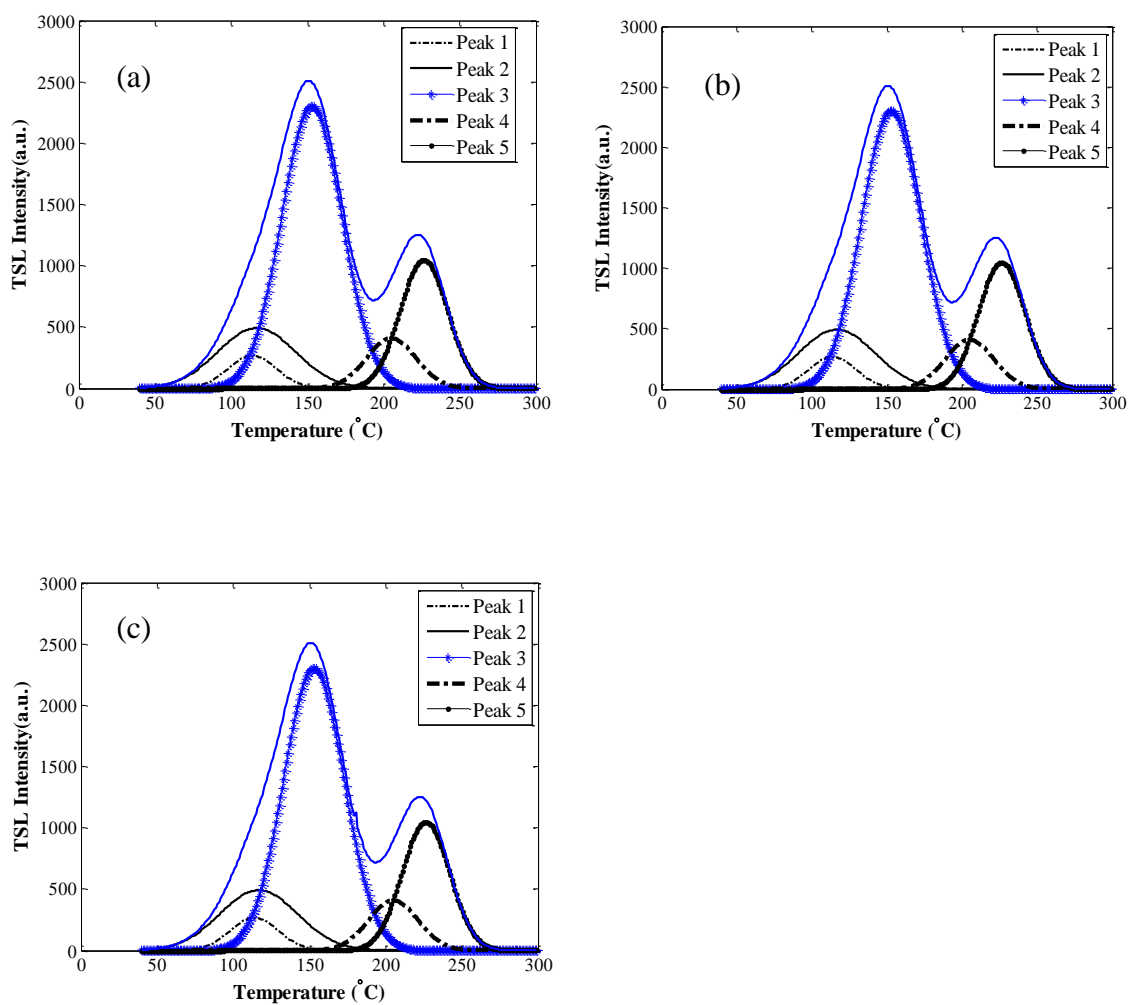 (a)
TSL Intensity(a.u.)
3000
2500
2000
1500
1000
500
0
Peak 1
Peak 2
Peak 3
Peak 4
Peak 5
0 50 100 150 200 250 300
Temperature (°C)
(b)
TSL Intensity(a.u.)
3000
2500
2000
1500
1000
500
0
Peak 1
Peak 2
Peak 3
Peak 4
Peak 5
0 50 100 150 200 250 300
Temperature (°C)
(c)
TSL Intensity(a.u.)
3000
2500
2000
1500
1000
500
0
Peak 1
Peak 2
Peak 3
Peak 4
Peak 5
0 50 100 150 200 250 300
Temperature (°C)